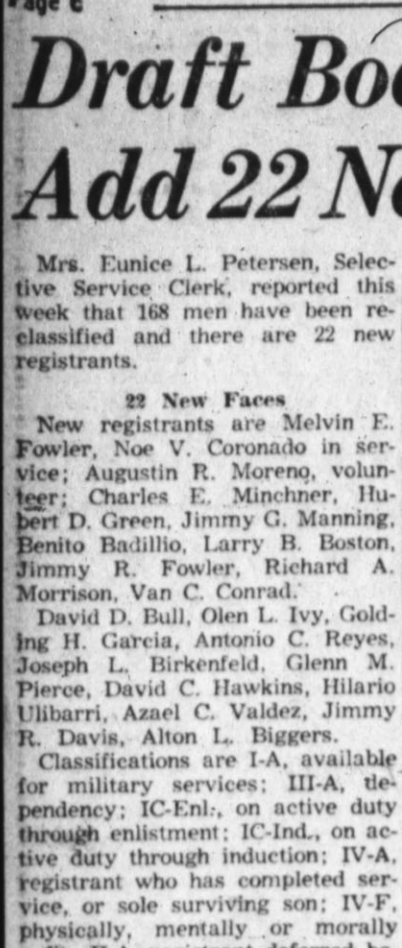 Page 6
Draft Bo
Add 22 N
Mrs. Eunice L. Petersen, Selec-
tive Service Clerk, reported this
week that 168 men have been re-
classified and there are 22 new
registrants.
22 New Faces
New registrants are Melvin E.
Fowler, Noe V. Coronado in ser-
vice; Augustin R. Moreno, volun-
teer; Charles E. Minchner, Hu-
bert D. Green, Jimmy G. Manning,
Benito Badillio, Larry B. Boston,
Jimmy R. Fowler, Richard A.
Morrison, Van C. Conrad.
David D. Bull, Olen L. Ivy, Gold-
ing H. Garcia, Antonio C. Reyes,
Joseph L. Birkenfeld, Glenn M.
Pierce, David C. Hawkins, Hilario
Ulibarri, Azael C. Valdez, Jimmy
R. Davis, Alton L. Biggers.
Classifications are I-A, available
for military services; III-A, de-
pendency; IC-Enl., on active duty
through enlistment; IC-Ind., on ac-
tive duty through induction; IV-A,
registrant who has completed ser-
vice, or sole surviving son; IV-F,
physically, mentally or morally